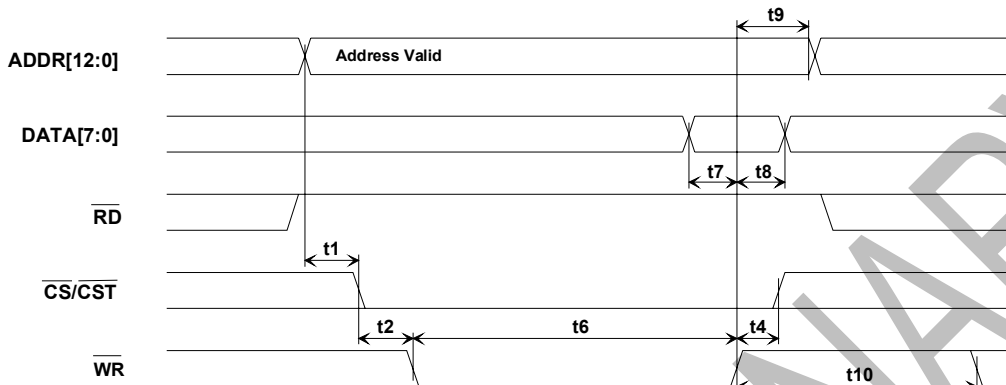 t9
ADDR[12:0] Address Valid
DATA[7:0]
t7 t8
RD
t1
CS/CST
t2 t6 t4
WR
t10